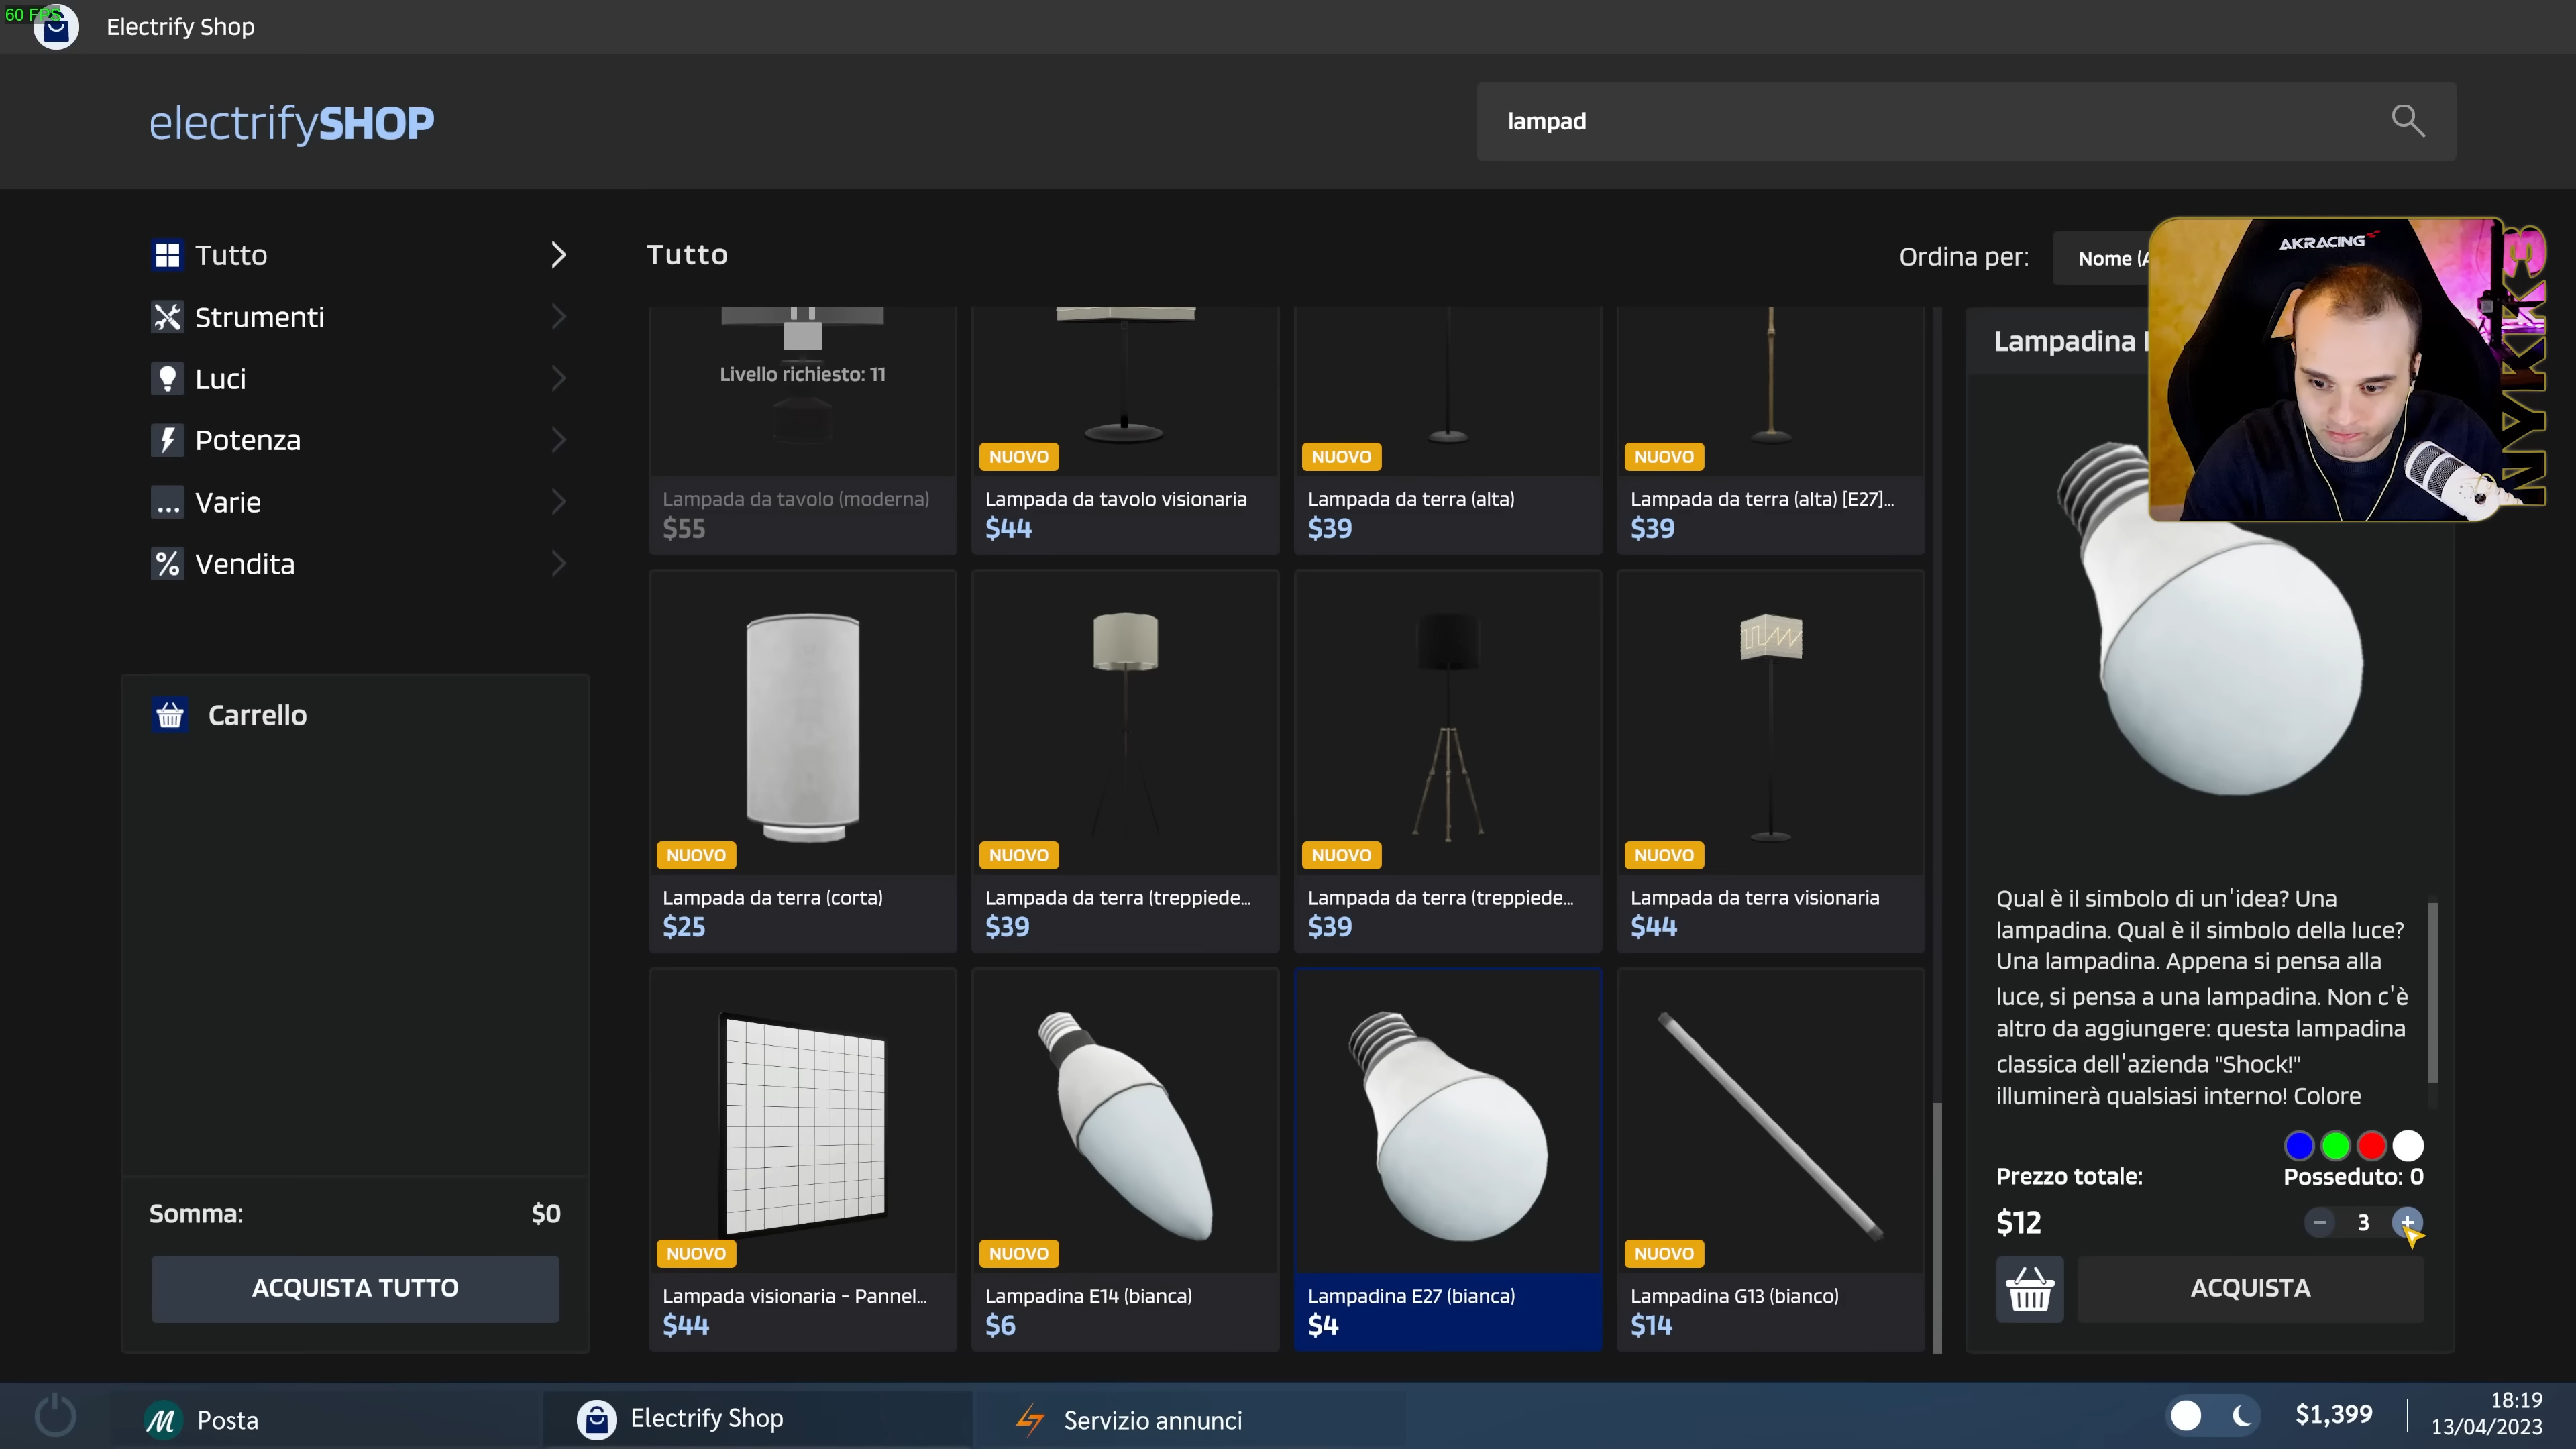 60 FPS
Electrify Shop
electrifySHOP
lampad
Tutto
Strumenti
Luci
Potenza
Varie
Vendita
Carrello
Somma: $0
ACQUISTA TUTTO
Tutto
Ordina per:
Nome (A
Livello richiesto: 11
Lampada da tavolo (moderna)
$55
NUOVO
Lampada da tavolo visionaria
$44
NUOVO
Lampada da terra (alta)
$39
NUOVO
Lampada da terra (alta) [E27]...
$39
NUOVO
Lampada da terra (corta)
$25
NUOVO
Lampada da terra (treppiede...
$39
NUOVO
Lampada da terra (treppiede...
$39
NUOVO
Lampada da terra visionaria
$44
NUOVO
Lampada visionaria - Pannel...
$44
NUOVO
Lampadina E14 (bianca)
$6
Lampadina E27 (bianca)
$4
NUOVO
Lampadina G13 (bianco)
$14
Lampadina
AKRACING
NYKK3
Qual è il simbolo di un'idea? Una
lampadina. Qual è il simbolo della luce?
Una lampadina. Appena si pensa alla
luce, si pensa a una lampadina. Non c'è
altro da aggiungere: questa lampadina
classica dell'azienda "Shock!"
illuminerà qualsiasi interno! Colore
Prezzo totale:
Posseduto: 0
$12
3
ACQUISTA
Posta
Electrify Shop
Servizio annunci
$1,399
18:19
13/04/2023